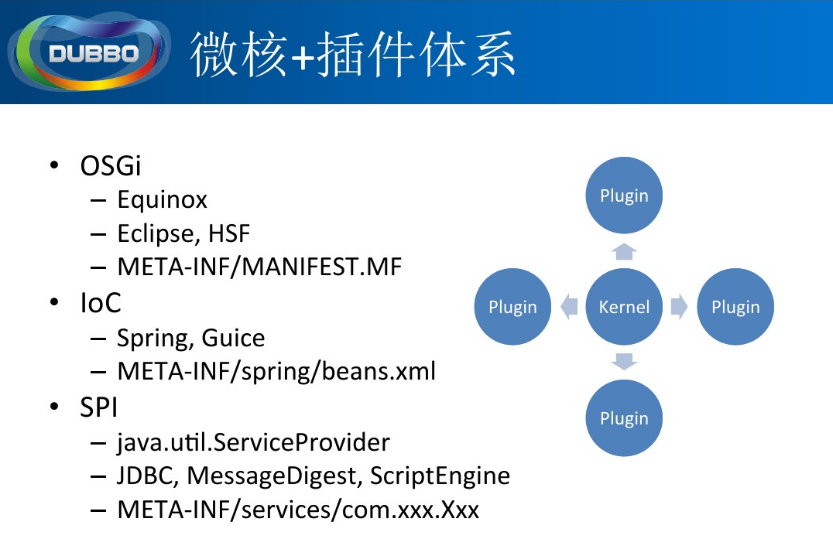 DUBBO
微核+插件体系
• OSGi
– Equinox
– Eclipse, HSF
– META-INF/MANIFEST.MF
• IoC
– Spring, Guice
– META-INF/spring/beans.xml
• SPI
– java.util.ServiceProvider
– JDBC, MessageDigest, ScriptEngine
– META-INF/services/com.xxx.Xxx
Plugin
Plugin
Kernel
Plugin
Plugin